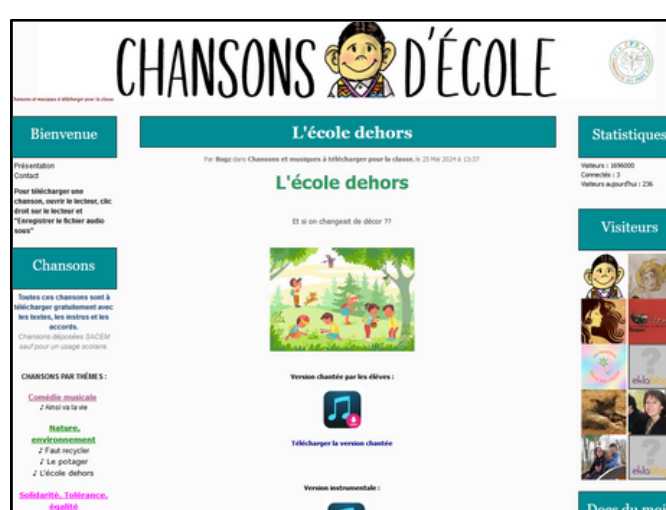 CHANSONS D'ÉCOLE
Chansons et musiques à télécharger pour la classe.
Bienvenue
Présentation
Contact
Pour télécharger une
chanson, ouvrir le lecteur, clic
droit sur le lecteur et
"Enregistrer le fichier audio
sous"
Chansons
Toutes ces chansons sont à
télécharger gratuitement avec
les textes, les instrus et les
accords.
Chansons déposées SACEM
sauf pour un usage scolaire.
CHANSONS PAR THÈMES :
Comédie musicale
♪ Ainsi va la vie
Nature,
environnement
♪ Faut recycler
♪ Le potager
♪ L'école dehors
Solidarité, Tolérance,
égalité
L'école dehors
Par Bogz dans Chansons et musiques à télécharger pour la classe, le 25 Mai 2024 à 13:37
L'école dehors
Et si on changeait de décor ??
Version chantée par les élèves :
Télécharger la version chantée
Version instrumentale :
Statistiques
Visiteurs : 1696000
Connectés : 3
Visiteurs aujourd'hui : 236
Visiteurs
eklablog
eklablog
Docs du moi